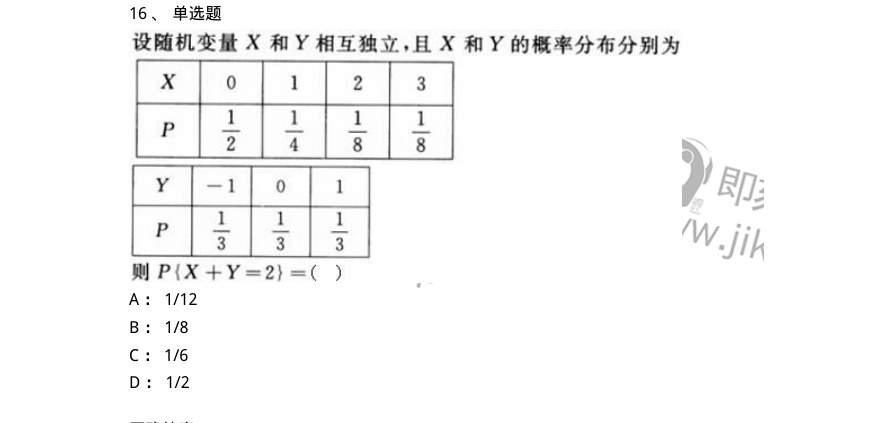 16、 单选题
设随机变量 X 和 Y 相互独立,且 X 和 Y 的概率分布分别为
X 0 1 2 3
P 1/2 1/4 1/8 1/8
Y -1 0 1
P 1/3 1/3 1/3
则 P{X+Y=2}=( )
A: 1/12
B: 1/8
C: 1/6
D: 1/2
即
w.jik